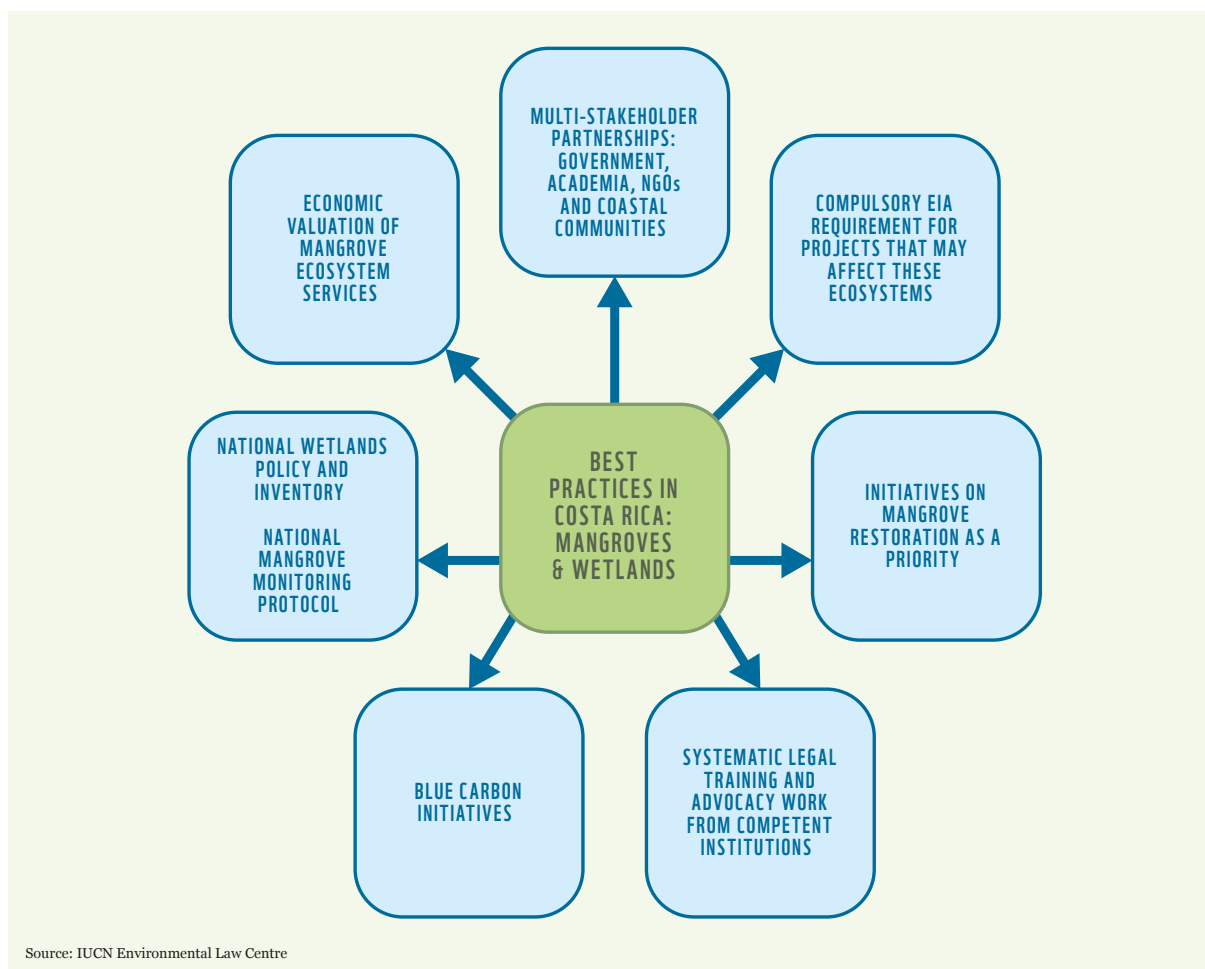 MULTI-STAKEHOLDER
PARTNERSHIPS:
GOVERNMENT,
ACADEMIA, NGOs
AND COASTAL
COMMUNITIES
ECONOMIC
VALUATION OF
MANGROVE
ECOSYSTEM
SERVICES
COMPULSORY EIA
REQUIREMENT FOR
PROJECTS THAT MAY
AFFECT THESE
ECOSYSTEMS
NATIONAL WETLANDS
POLICY AND
INVENTORY
NATIONAL
MANGROVE
MONITORING
PROTOCOL
BEST
PRACTICES IN
COSTA RICA:
MANGROVES
& WETLANDS
INITIATIVES ON
MANGROVE
RESTORATION AS A
PRIORITY
BLUE CARBON
INITIATIVES
SYSTEMATIC LEGAL
TRAINING AND
ADVOCACY WORK
FROM COMPETENT
INSTITUTIONS
Source: IUCN Environmental Law Centre